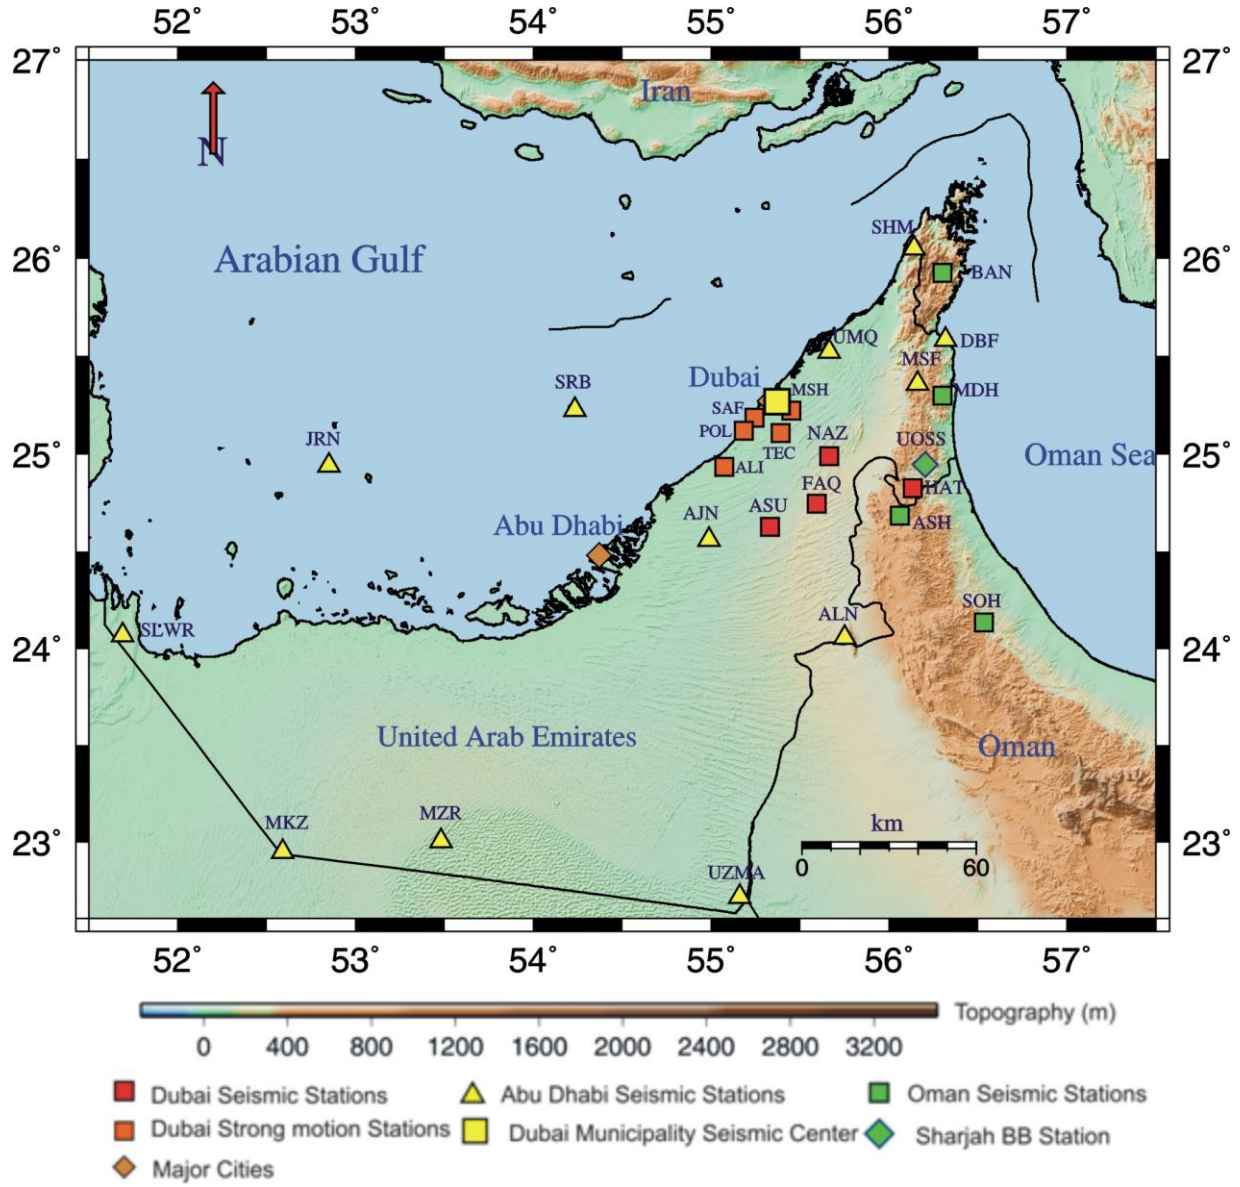 52° 53° 54° 55° 56° 57°
27° 27°
Iran
N
SHM
26° Arabian Gulf 26°
BAN
UMQ DBF
MSF
SRB Dubai MSH MDH
SAF
POL NAZ UOSS
JRN TEC
25° ALI Oman Sea 25°
FAQ HAT
AJN ASU
Abu Dhabi ASH
SOH
ALN
SLWR
24° 24°
United Arab Emirates
Oman
MZR
MKZ km
23° 23°
0 60
UZMA
52° 53° 54° 55° 56° 57°
Topography (m)
0 400 800 1200 1600 2000 2400 2800 3200
Dubai Seismic Stations Abu Dhabi Seismic Stations Oman Seismic Stations
Dubai Strong motion Stations Dubai Municipality Seismic Center Sharjah BB Station
Major Cities